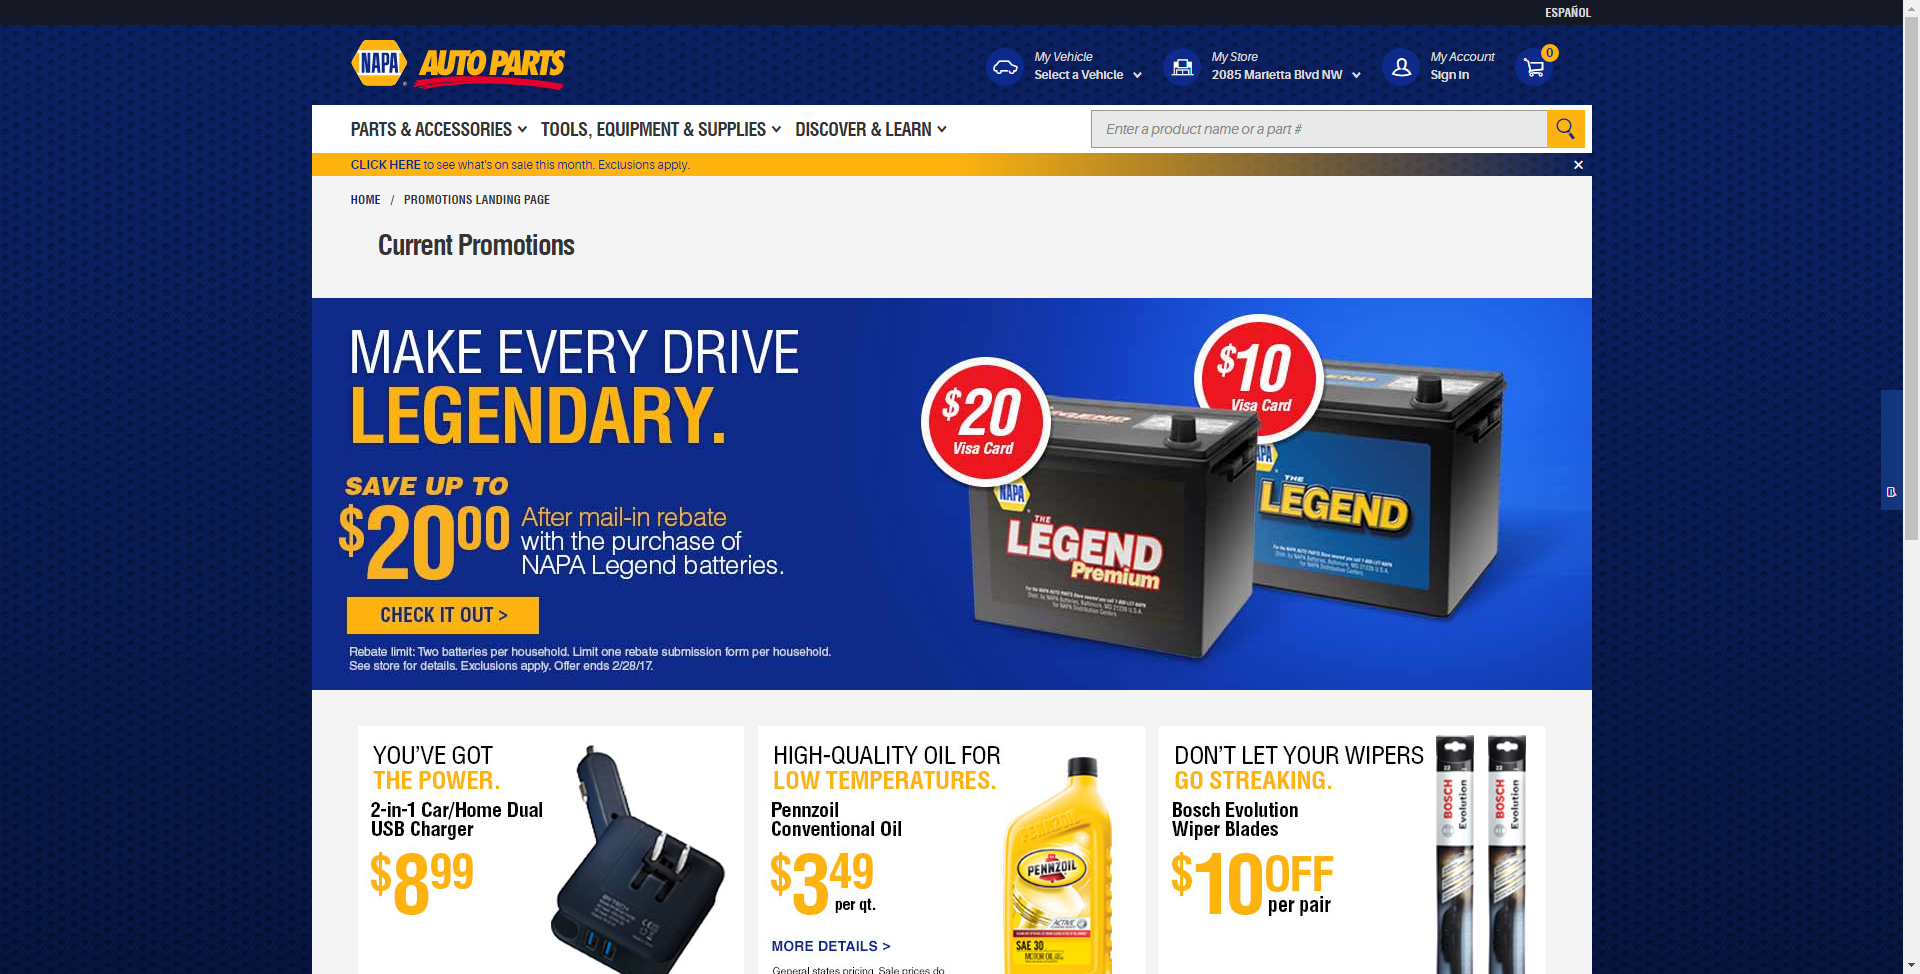 ESPAÑOL
NAPA AUTO PARTS
My Vehicle
Select a Vehicle
My Store
2085 Marietta Blvd NW
My Account
Sign in
0
PARTS & ACCESSORIES
TOOLS, EQUIPMENT & SUPPLIES
DISCOVER & LEARN
Enter a product name or a part #
CLICK HERE to see what's on sale this month. Exclusions apply.
HOME / PROMOTIONS LANDING PAGE
Current Promotions
MAKE EVERY DRIVE
LEGENDARY.
SAVE UP TO
$2000
After mail-in rebate
with the purchase of
NAPA Legend batteries.
CHECK IT OUT >
Rebate limit: Two batteries per household. Limit one rebate submission form per household.
See store for details. Exclusions apply. Offer ends 2/28/17.
$20
Visa Card
$10
Visa Card
LEGEND
NAPA
THE
LEGEND
Premium
THE
LEGEND
YOU'VE GOT
THE POWER.
2-in-1 Car/Home Dual
USB Charger
$899
HIGH-QUALITY OIL FOR
LOW TEMPERATURES.
Pennzoil
Conventional Oil
$349
per qt.
MORE DETAILS >
General states pricing. Sale prices do
PENNZOIL
PENNZOIL
SAE 30
MOTOR OIL
DON'T LET YOUR WIPERS
GO STREAKING.
Bosch Evolution
Wiper Blades
$10OFF
per pair
BOSCH
Evolution
BOSCH
Evolution